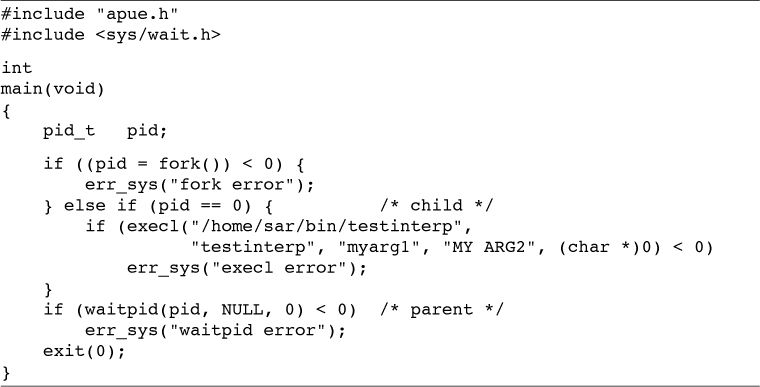 #include "apue.h"
#include <sys/wait.h>
int
main(void)
{
    pid_t   pid;
    if ((pid = fork()) < 0) {
        err_sys("fork error");
    } else if (pid == 0) {          /* child */
        if (execl("/home/sar/bin/testinterp",
                  "testinterp", "myarg1", "MY ARG2", (char *)0) < 0)
            err_sys("execl error");
    }
    if (waitpid(pid, NULL, 0) < 0)  /* parent */
        err_sys("waitpid error");
    exit(0);
}